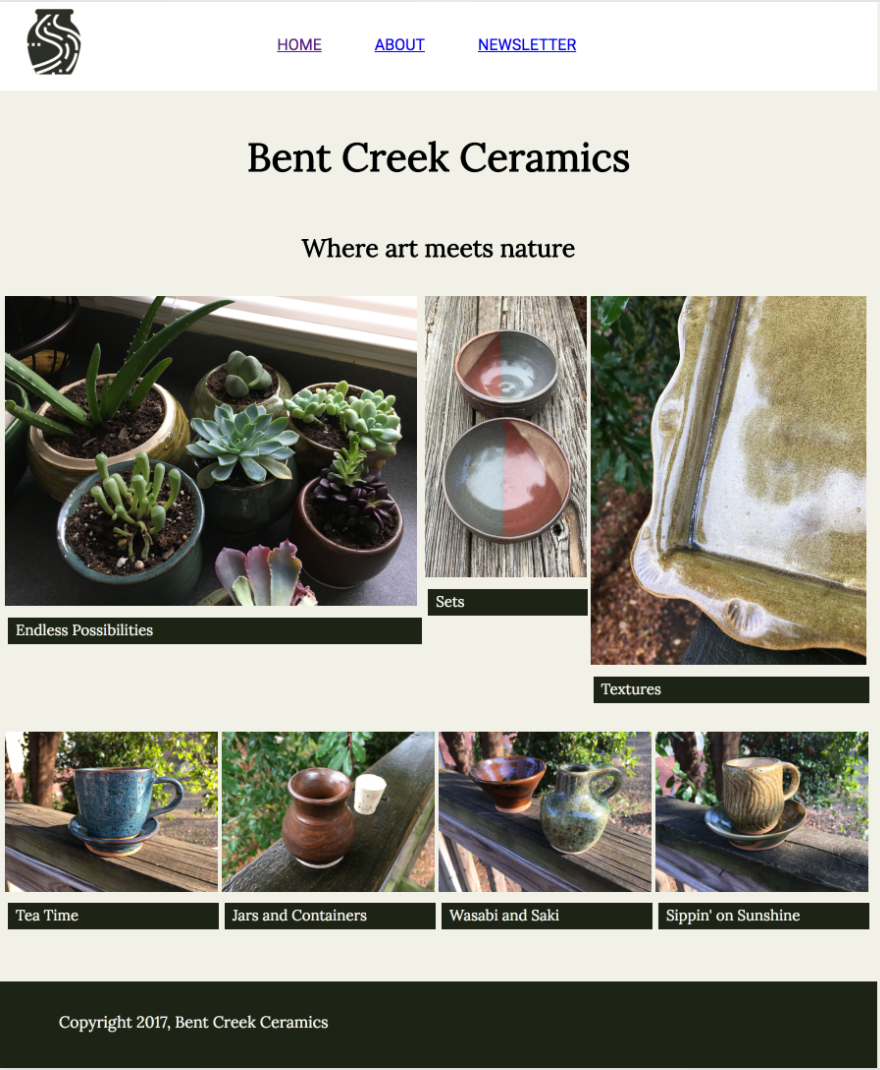 HOME ABOUT NEWSLETTER
Bent Creek Ceramics
Where art meets nature
Endless Possibilities
Sets
Textures
Tea Time
Jars and Containers
Wasabi and Saki
Sippin' on Sunshine
Copyright 2017, Bent Creek Ceramics